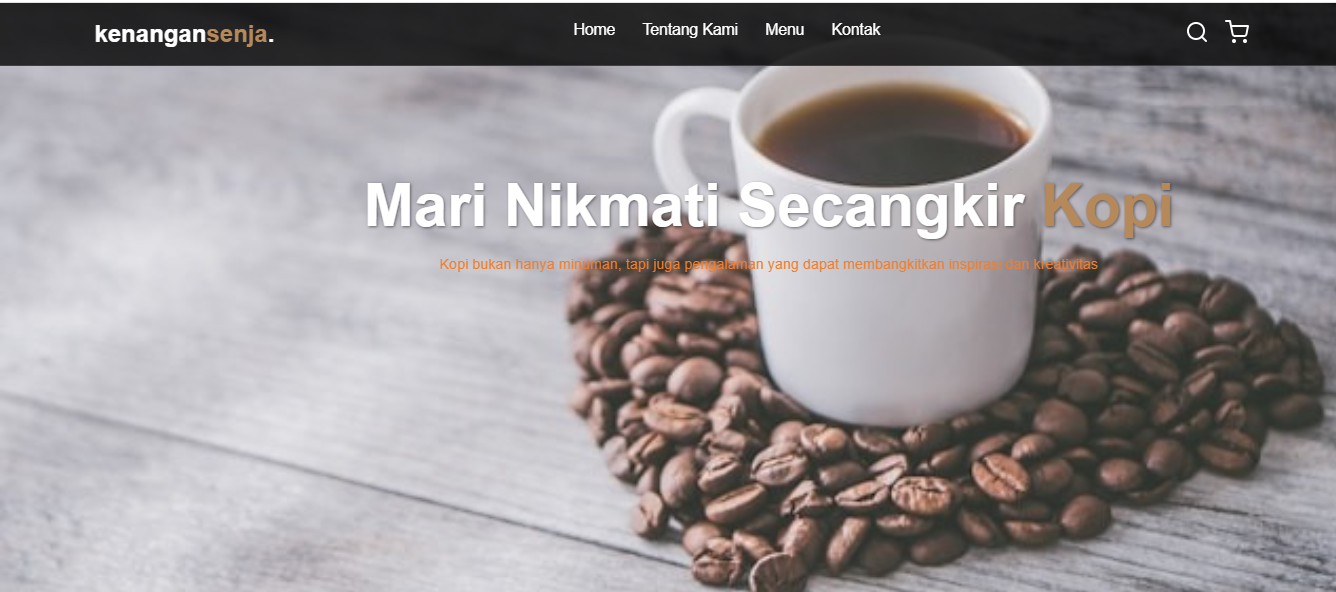 kenangansenja.
Home Tentang Kami Menu Kontak
Mari Nikmati Secangkir Kopi
Kopi bukan hanya minuman, tapi juga pengalaman yang dapat membangkitkan inspirasi dan kreativitas